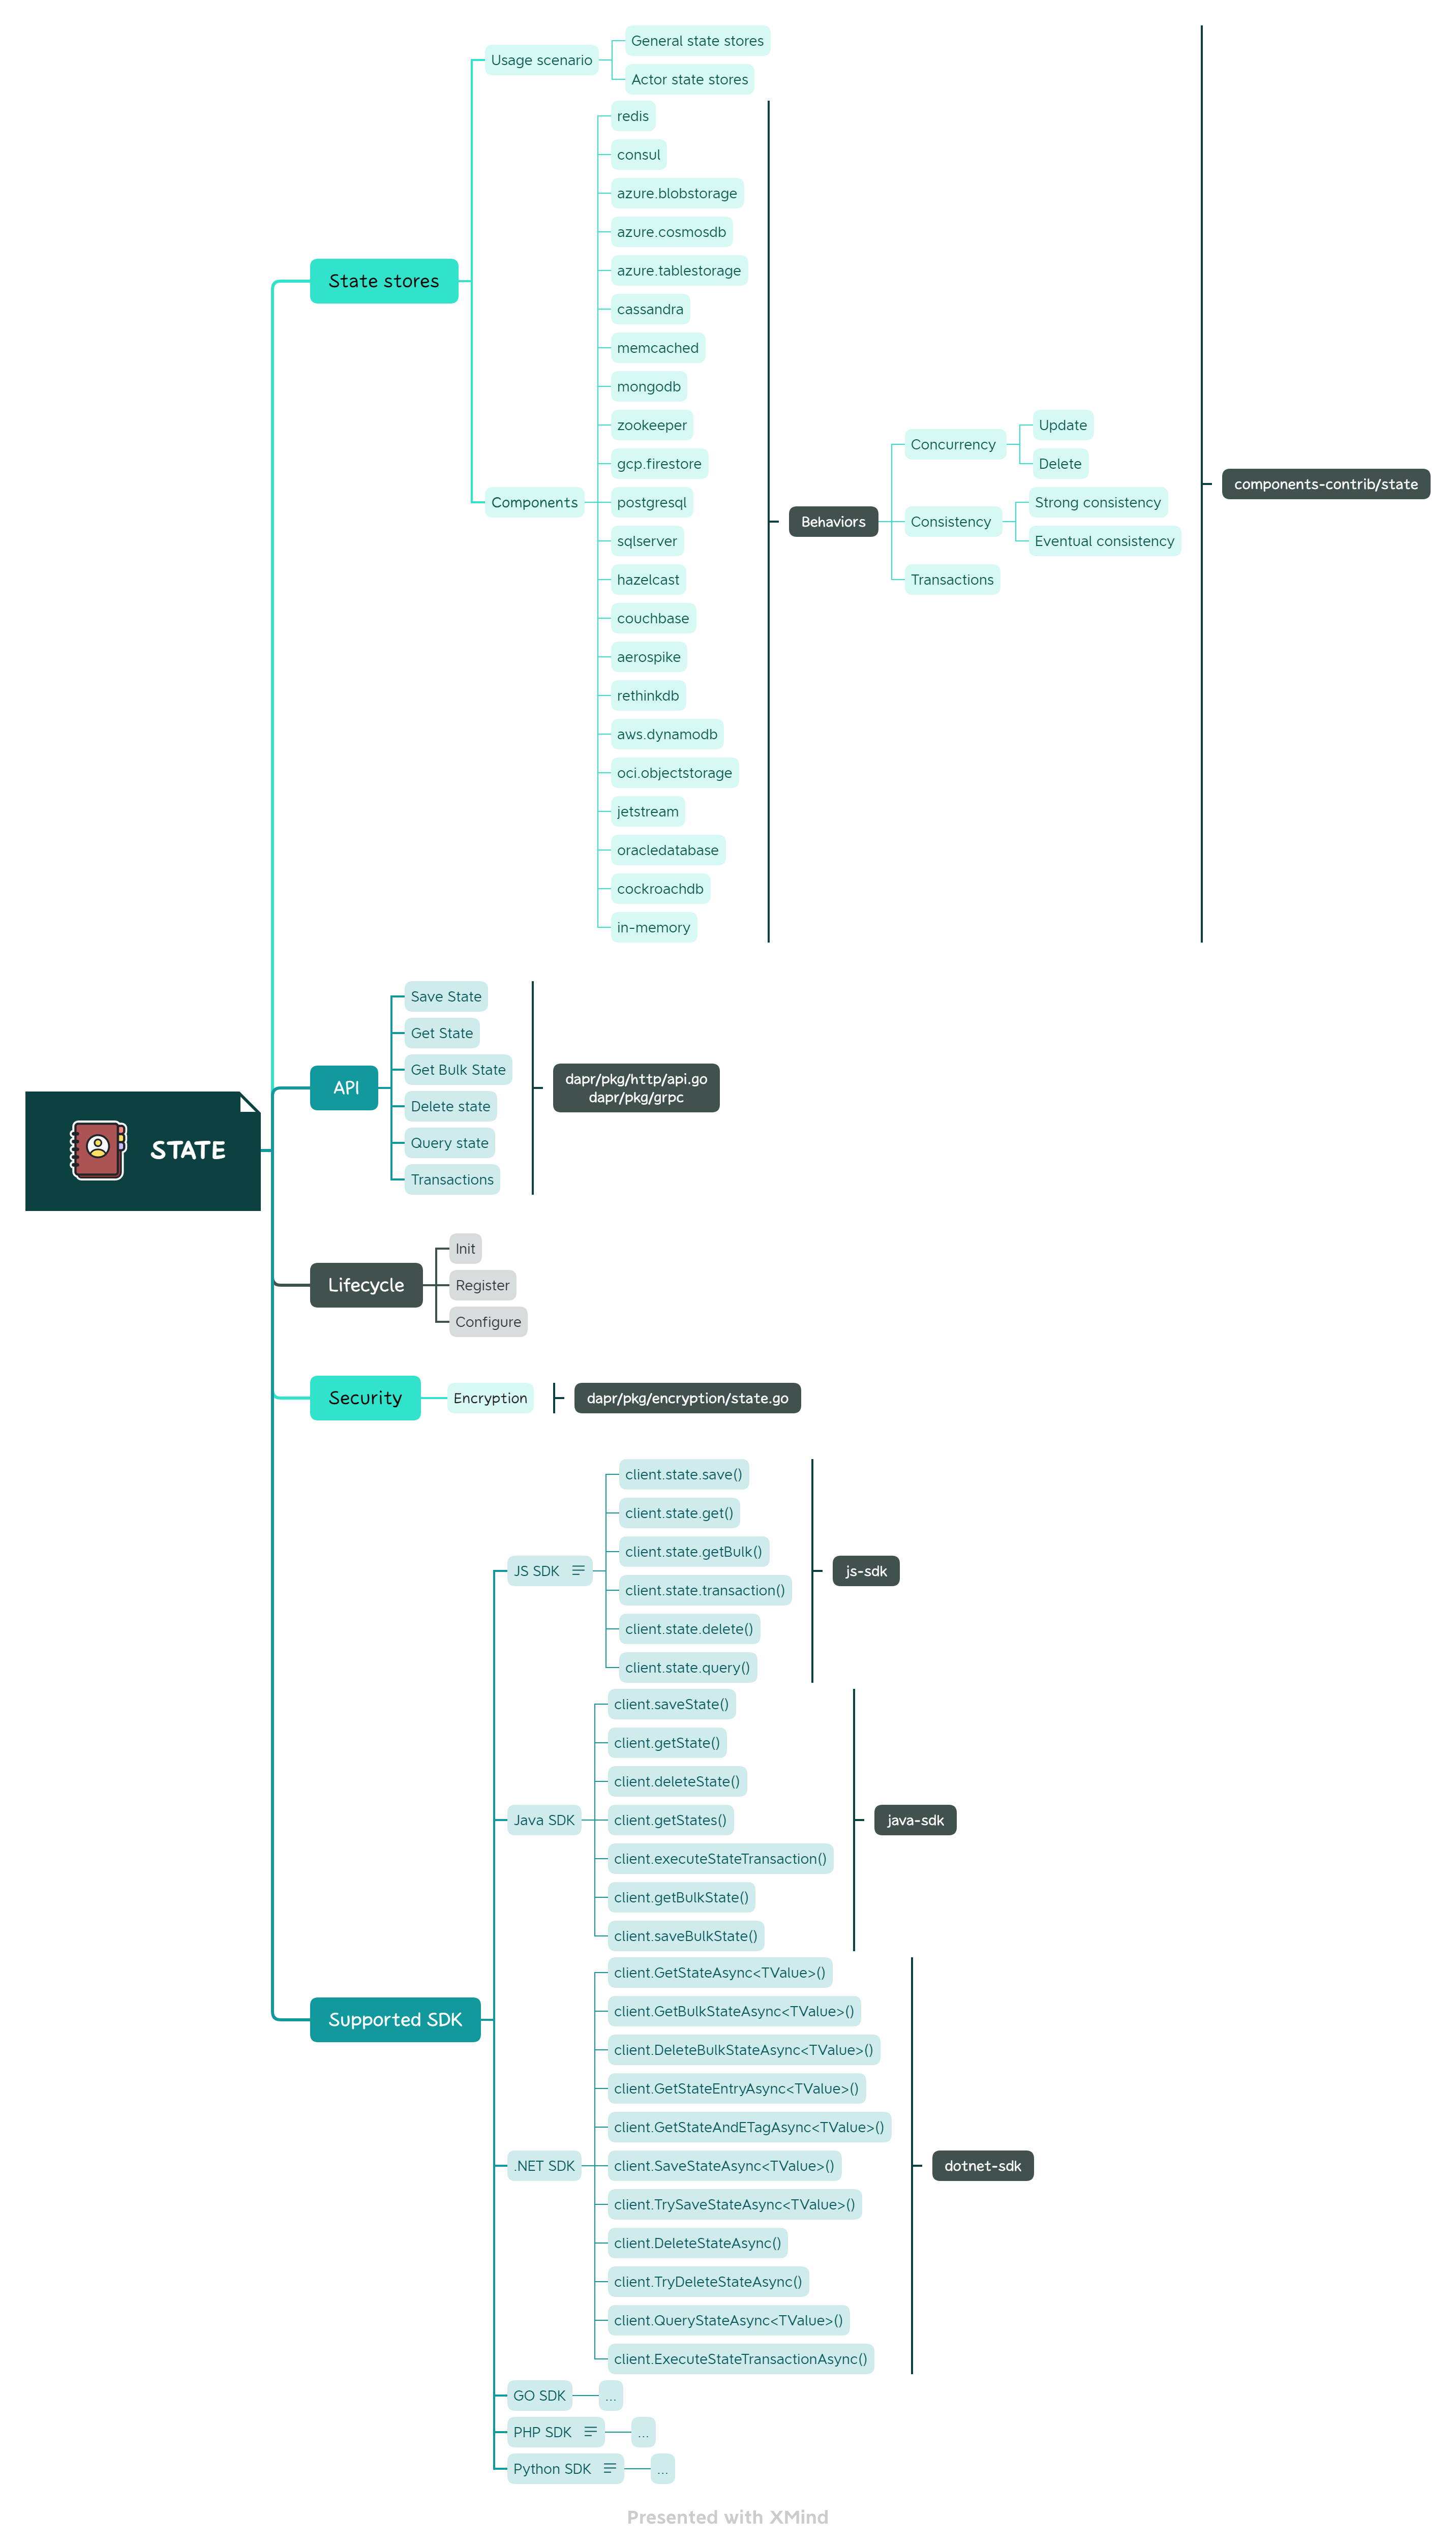 STATE
State stores
Usage scenario
General state stores
Actor state stores
Components
redis
consul
azure.blobstorage
azure.cosmosdb
azure.tablestorage
cassandra
memcached
mongodb
zookeeper
gcp.firestore
postgresql
sqlserver
hazelcast
couchbase
aerospike
rethinkdb
aws.dynamodb
oci.objectstorage
jetstream
oracledatabase
cockroachdb
in-memory
Behaviors
Concurrency
Update
Delete
Consistency
Strong consistency
Eventual consistency
Transactions
components-contrib/state
API
Save State
Get State
Get Bulk State
Delete state
Query state
Transactions
dapr/pkg/http/api.go
dapr/pkg/grpc
Lifecycle
Init
Register
Configure
Security
Encryption
dapr/pkg/encryption/state.go
Supported SDK
JS SDK
client.state.save()
client.state.get()
client.state.getBulk()
client.state.transaction()
client.state.delete()
client.state.query()
js-sdk
Java SDK
client.saveState()
client.getState()
client.deleteState()
client.getStates()
client.executeStateTransaction()
client.getBulkState()
client.saveBulkState()
java-sdk
.NET SDK
client.GetStateAsync<TValue>()
client.GetBulkStateAsync<TValue>()
client.DeleteBulkStateAsync<TValue>()
client.GetStateEntryAsync<TValue>()
client.GetStateAndETagAsync<TValue>()
client.SaveStateAsync<TValue>()
client.TrySaveStateAsync<TValue>()
client.DeleteStateAsync()
client.TryDeleteStateAsync()
client.QueryStateAsync<TValue>()
client.ExecuteStateTransactionAsync()
dotnet-sdk
GO SDK
...
PHP SDK
...
Python SDK
...
Presented with XMind